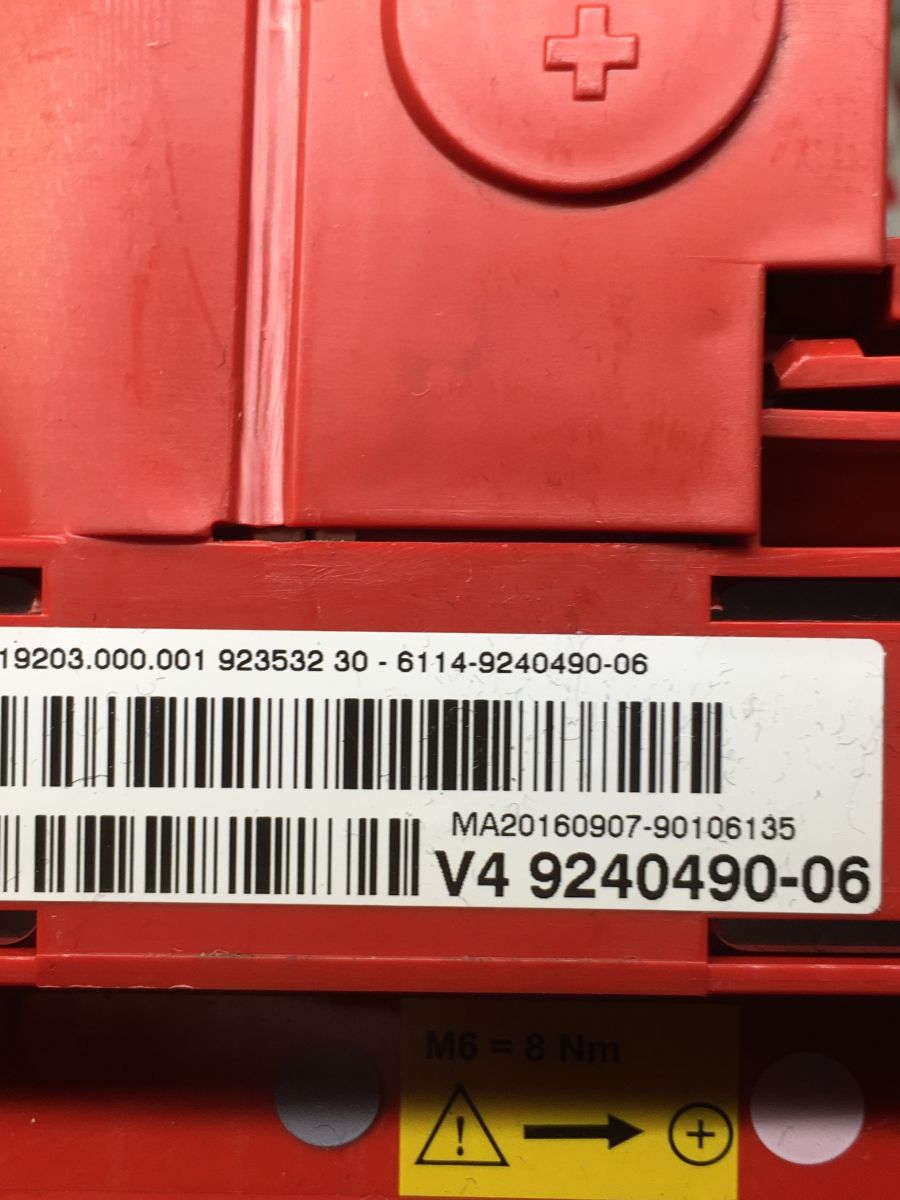 19203.000.001 923532 30 - 6114-9240490-06
MA20160907-90106135
V4 9240490-06
M6 = 8 Nm